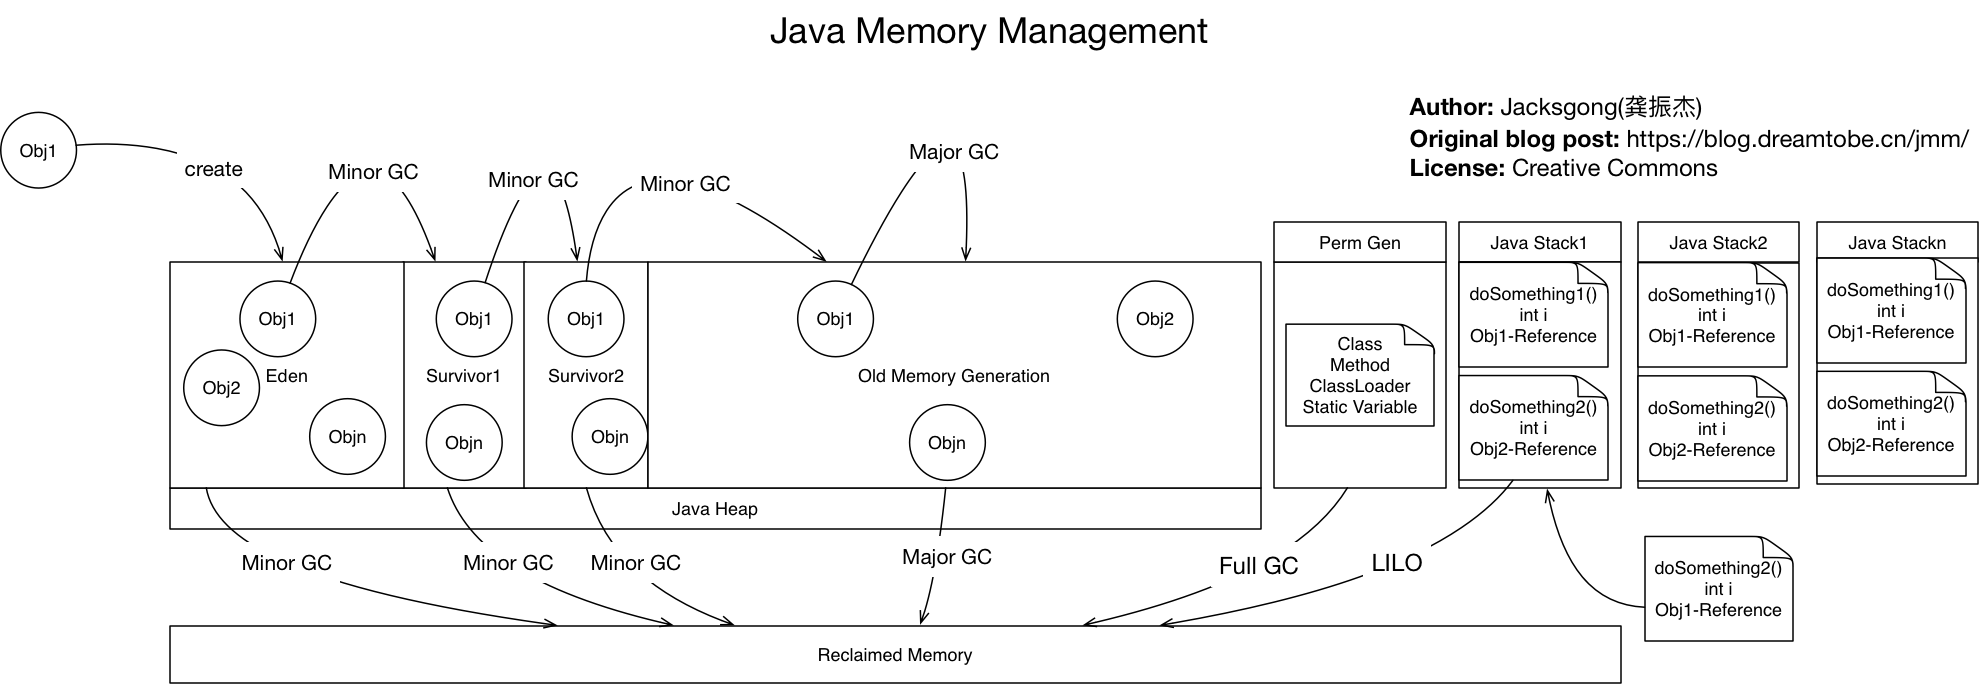 Java Memory Management
Author: Jacksgong(龚振杰)
Original blog post: https://blog.dreamtobe.cn/jmm/
License: Creative Commons
Obj1
create
Minor GC
Minor GC
Minor GC
Major GC
Obj1
Obj2
Eden
Objn
Obj1
Survivor1
Objn
Obj1
Survivor2
Objn
Obj1
Obj2
Old Memory Generation
Objn
Java Heap
Perm Gen
Class
Method
ClassLoader
Static Variable
Java Stack1
doSomething1()
int i
Obj1-Reference
doSomething2()
int i
Obj2-Reference
Java Stack2
doSomething1()
int i
Obj1-Reference
doSomething2()
int i
Obj2-Reference
Java Stackn
doSomething1()
int i
Obj1-Reference
doSomething2()
int i
Obj2-Reference
Minor GC
Minor GC
Minor GC
Major GC
Full GC
LILO
doSomething2()
int i
Obj1-Reference
Reclaimed Memory